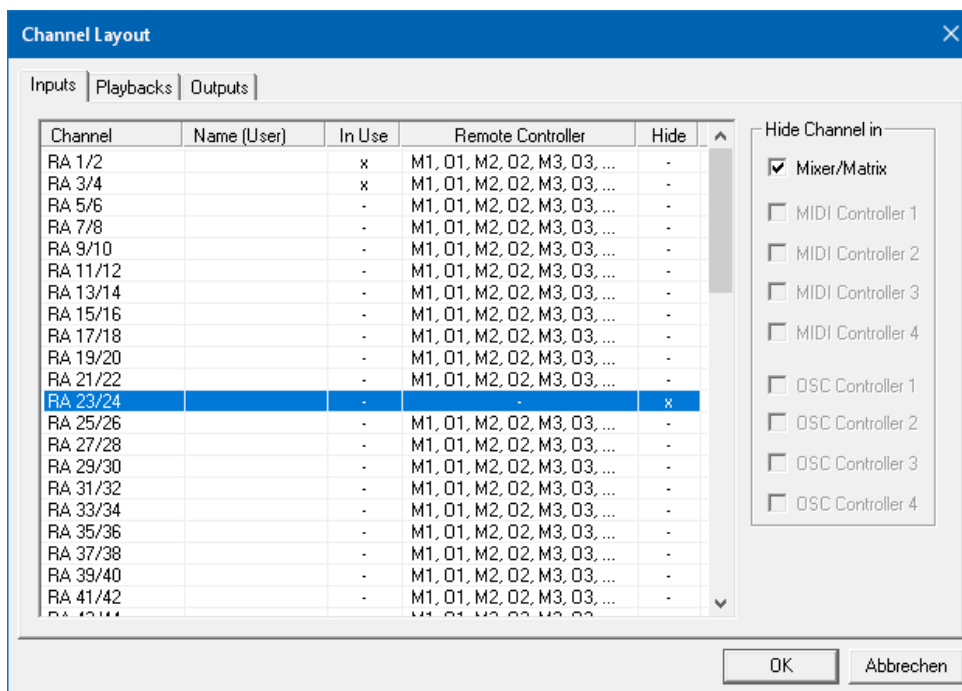 Channel Layout
Inputs Playbacks Outputs
Channel Name (User) In Use Remote Controller Hide
RA 1/2 x M1, O1, M2, O2, M3, O3, ... -
RA 3/4 x M1, O1, M2, O2, M3, O3, ... -
RA 5/6 - M1, O1, M2, O2, M3, O3, ... -
RA 7/8 - M1, O1, M2, O2, M3, O3, ... -
RA 9/10 - M1, O1, M2, O2, M3, O3, ... -
RA 11/12 - M1, O1, M2, O2, M3, O3, ... -
RA 13/14 - M1, O1, M2, O2, M3, O3, ... -
RA 15/16 - M1, O1, M2, O2, M3, O3, ... -
RA 17/18 - M1, O1, M2, O2, M3, O3, ... -
RA 19/20 - M1, O1, M2, O2, M3, O3, ... -
RA 21/22 - M1, O1, M2, O2, M3, O3, ... -
RA 23/24 - - x
RA 25/26 - M1, O1, M2, O2, M3, O3, ... -
RA 27/28 - M1, O1, M2, O2, M3, O3, ... -
RA 29/30 - M1, O1, M2, O2, M3, O3, ... -
RA 31/32 - M1, O1, M2, O2, M3, O3, ... -
RA 33/34 - M1, O1, M2, O2, M3, O3, ... -
RA 35/36 - M1, O1, M2, O2, M3, O3, ... -
RA 37/38 - M1, O1, M2, O2, M3, O3, ... -
RA 39/40 - M1, O1, M2, O2, M3, O3, ... -
RA 41/42 - M1, O1, M2, O2, M3, O3, ... -
Hide Channel in
Mixer/Matrix
MIDI Controller 1
MIDI Controller 2
MIDI Controller 3
MIDI Controller 4
OSC Controller 1
OSC Controller 2
OSC Controller 3
OSC Controller 4
OK Abbrechen